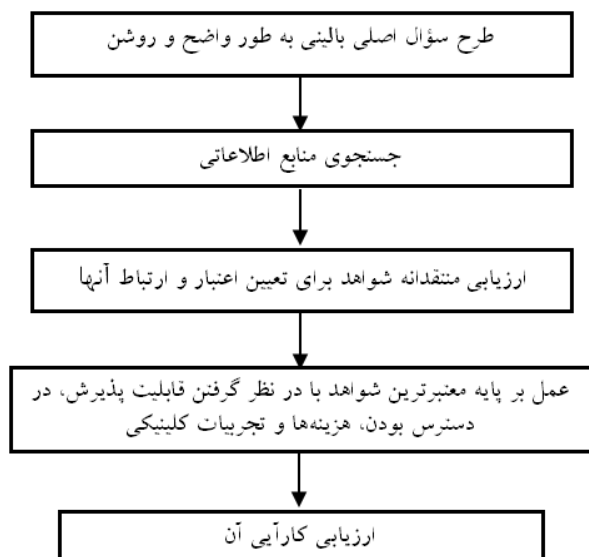 طرح سؤال اصلی بالینی به طور واضح و روشن
جستجوی منابع اطلاعاتی
ارزیابی منتقدانه شواهد برای تعیین اعتبار و ارتباط آنها
عمل بر پایه معتبرترین شواهد با در نظر گرفتن قابلیت پذیرش، در
دسترس بودن، هزینه‌ها و تجربیات کلینیکی
ارزیابی کارآیی آن